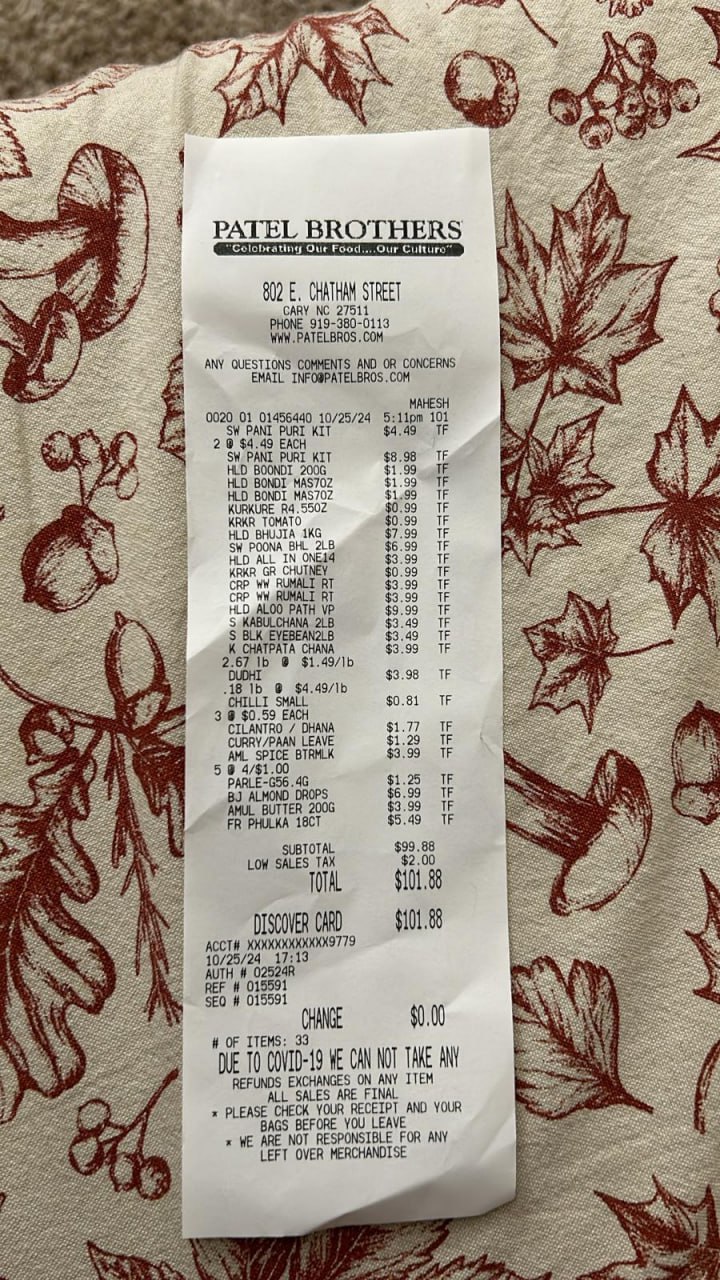 PATEL BROTHERS
"Celebrating Our Food....Our Culture"
802 E. CHATHAM STREET
CARY NC 27511
PHONE 919-380-0113
WWW.PATELBROS.COM
ANY QUESTIONS COMMENTS AND OR CONCERNS
EMAIL INFO@PATELBROS.COM
MAHESH
0020 01 01456440 10/25/24 5:11pm 101
SW PANI PURI KIT $4.49 TF
2 @ $4.49 EACH
SW PANI PURI KIT $8.98 TF
HLD BOONDI 200G $1.99 TF
HLD BONDI MAS7OZ $1.99 TF
HLD BONDI MAS7OZ $1.99 TF
KURKURE R4.55OZ $0.99 TF
KRKR TOMATO $0.99 TF
HLD BHUJIA 1KG $7.99 TF
SW POONA BHL 2LB $6.99 TF
HLD ALL IN ONE14 $3.99 TF
KRKR GR CHUTNEY $0.99 TF
CRP WW RUMALI RT $3.99 TF
CRP WW RUMALI RT $3.99 TF
HLD ALOO PATH VP $9.99 TF
S KABULCHANA 2LB $3.49 TF
S BLK EYEBEAN2LB $3.49 TF
K CHATPATA CHANA $3.99 TF
2.67 lb @ $1.49/lb
DUDHI $3.98 TF
.18 lb @ $4.49/lb
CHILLI SMALL $0.81 TF
3 @ $0.59 EACH
CILANTRO / DHANA $1.77 TF
CURRY/PAAN LEAVE $1.29 TF
AML SPICE BTRMLK $3.99 TF
5 @ 4/$1.00
PARLE-G56.4G $1.25 TF
BJ ALMOND DROPS $6.99 TF
AMUL BUTTER 200G $3.99 TF
FR PHULKA 18CT $5.49 TF
SUBTOTAL $99.88
LOW SALES TAX $2.00
TOTAL $101.88
DISCOVER CARD $101.88
ACCT# XXXXXXXXXXXX9779
10/25/24 17:13
AUTH # 02524R
REF # 015591
SEQ # 015591
CHANGE $0.00
# OF ITEMS: 33
DUE TO COVID-19 WE CAN NOT TAKE ANY
REFUNDS EXCHANGES ON ANY ITEM
ALL SALES ARE FINAL
* PLEASE CHECK YOUR RECEIPT AND YOUR
BAGS BEFORE YOU LEAVE
* WE ARE NOT RESPONSIBLE FOR ANY
LEFT OVER MERCHANDISE